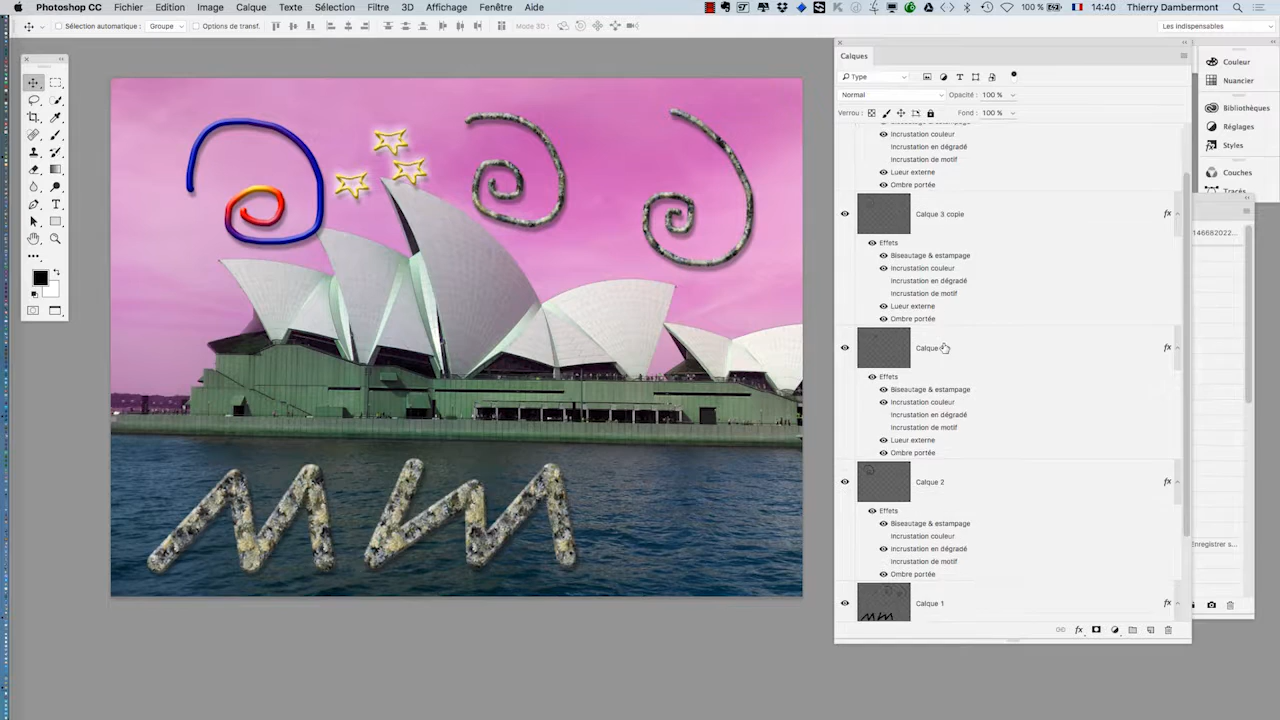 Photoshop CC Fichier Edition Image Calque Texte Sélection Filtre 3D Affichage Fenêtre Aide 100 % 14:40 Thierry Dambermont
Sélection automatique : Groupe Options de transf. Mode 3D : Les indispensables
Calques
Type
Normal Opacité : 100 %
Verrou : Fond : 100 %
Incrustation couleur
Incrustation en dégradé
Incrustation de motif
Lueur externe
Ombre portée
Calque 3 copie fx
Effets
Biseautage & estampage
Incrustation couleur
Incrustation en dégradé
Incrustation de motif
Lueur externe
Ombre portée
Calque fx
Effets
Biseautage & estampage
Incrustation couleur
Incrustation en dégradé
Incrustation de motif
Lueur externe
Ombre portée
Calque 2 fx
Effets
Biseautage & estampage
Incrustation couleur
Incrustation en dégradé
Incrustation de motif
Ombre portée
Calque 1 fx
fx
Couleur
Nuancier
Bibliothèques
Réglages
Styles
Couches
Tracés
146682022...
Enregistrer s...